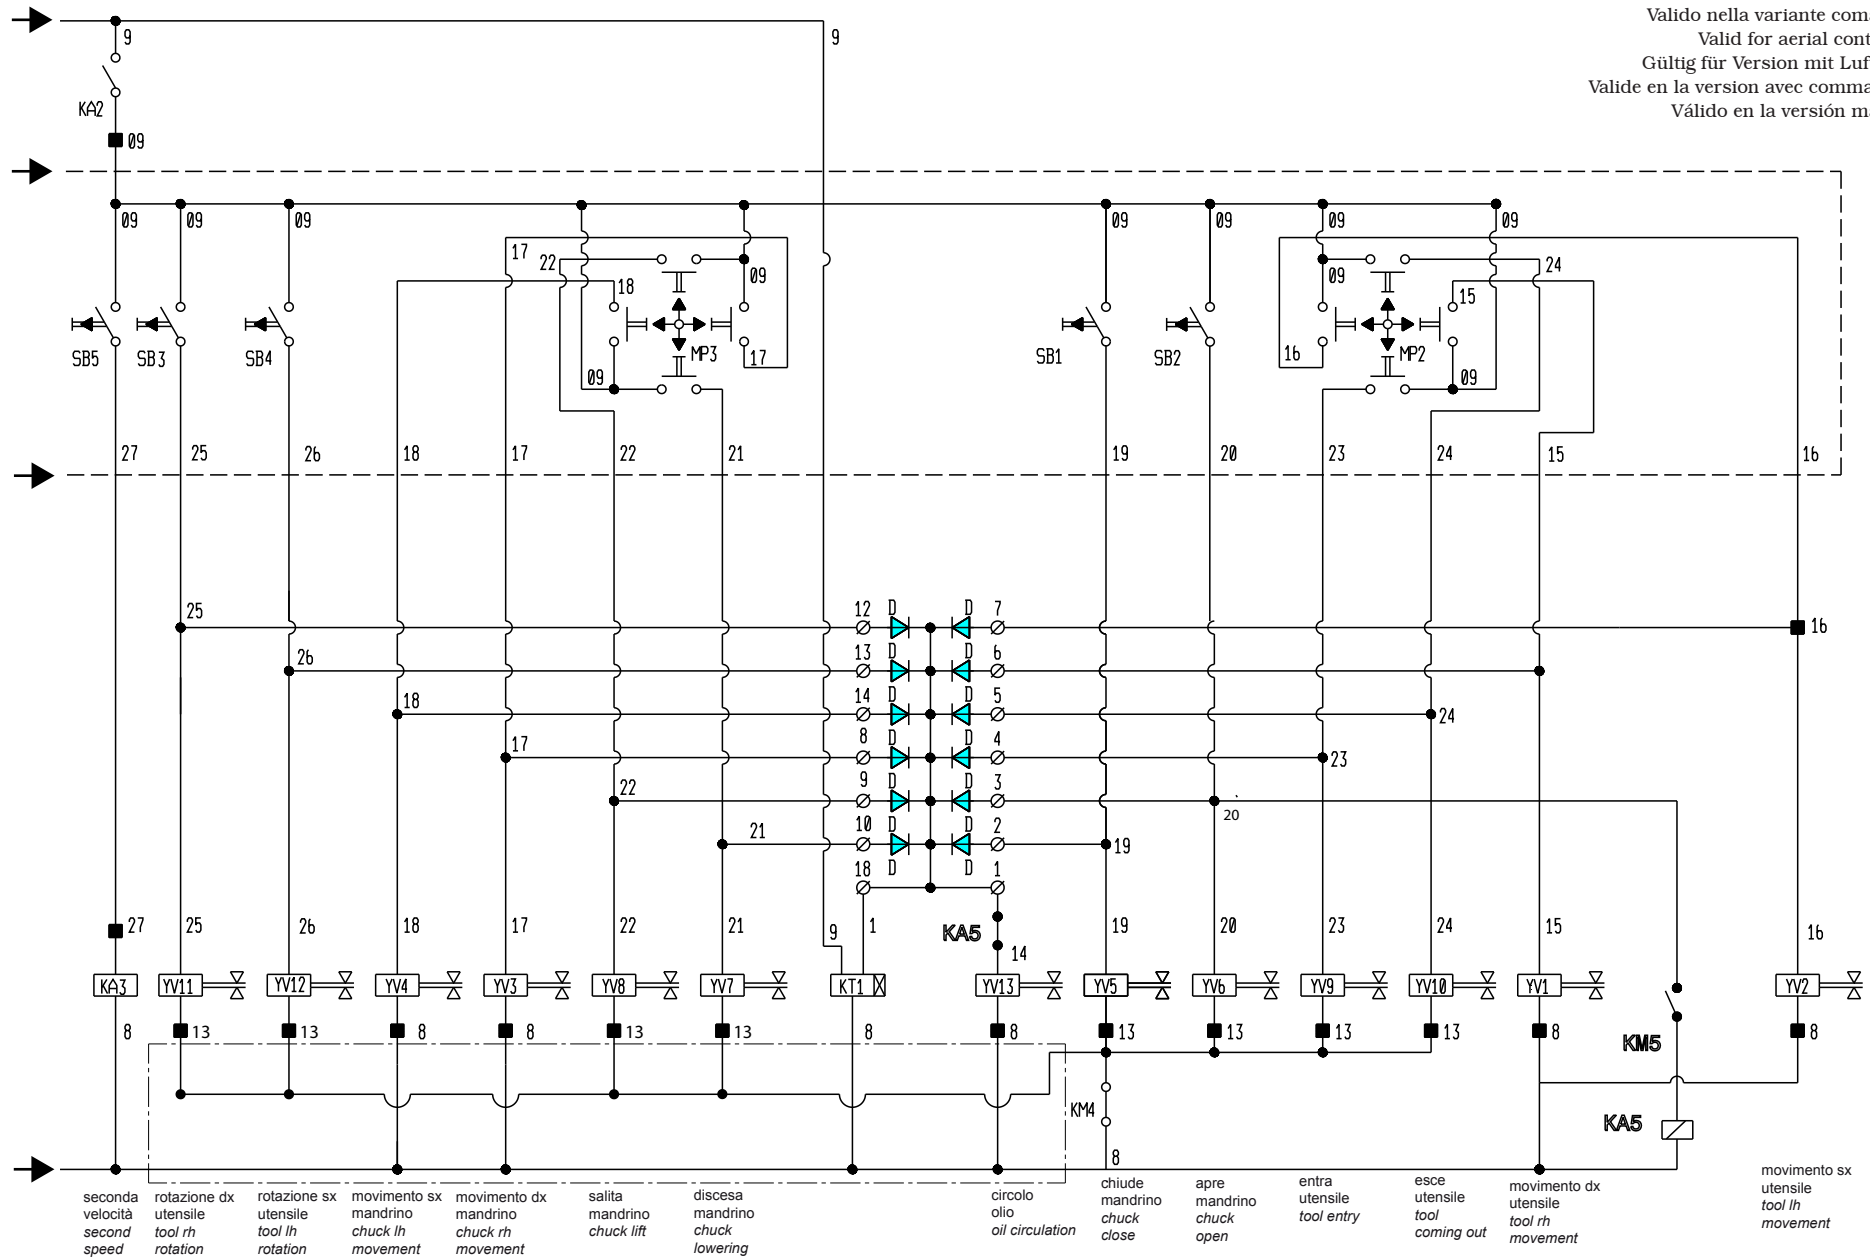 Valido nella variante com
Valid for aerial cont
Gültig für Version mit Luf
Valide en la version avec comma
Válido en la versión m
9 9
KA2
09
09 09 09 09 09 09 09
17 22 18 09 09 24 15
SB5 SB3 SB4 MP3 17 SB1 SB2 16 MP2
09 09
27 25 26 18 17 22 21 19 20 23 24 15 16
25 12 D D 7 16
26 13 D D 6
18 14 D D 5 24
17 8 D D 4 23
22 9 D D 3 20
21 10 D D 2 19
18 D D 1
27 25 26 18 17 22 21 9 1 KA5 14 19 20 23 24 15 16
KA3 YV11 YV12 YV4 YV3 YV8 YV7 KT1 YV13 YV5 YV6 YV9 YV10 YV1 YV2
8 13 13 8 8 13 13 8 8 13 13 13 13 8 KM5 8
KM4 KA5
8
seconda
velocità
second
speed
rotazione dx
utensile
tool rh
rotation
rotazione sx
utensile
tool lh
rotation
movimento sx
mandrino
chuck lh
movement
movimento dx
mandrino
chuck rh
movement
salita
mandrino
chuck lift
discesa
mandrino
chuck
lowering
circolo
olio
oil circulation
chiude
mandrino
chuck
close
apre
mandrino
chuck
open
entra
utensile
tool entry
esce
utensile
tool
coming out
movimento dx
utensile
tool rh
movement
movimento sx
utensile
tool lh
movement